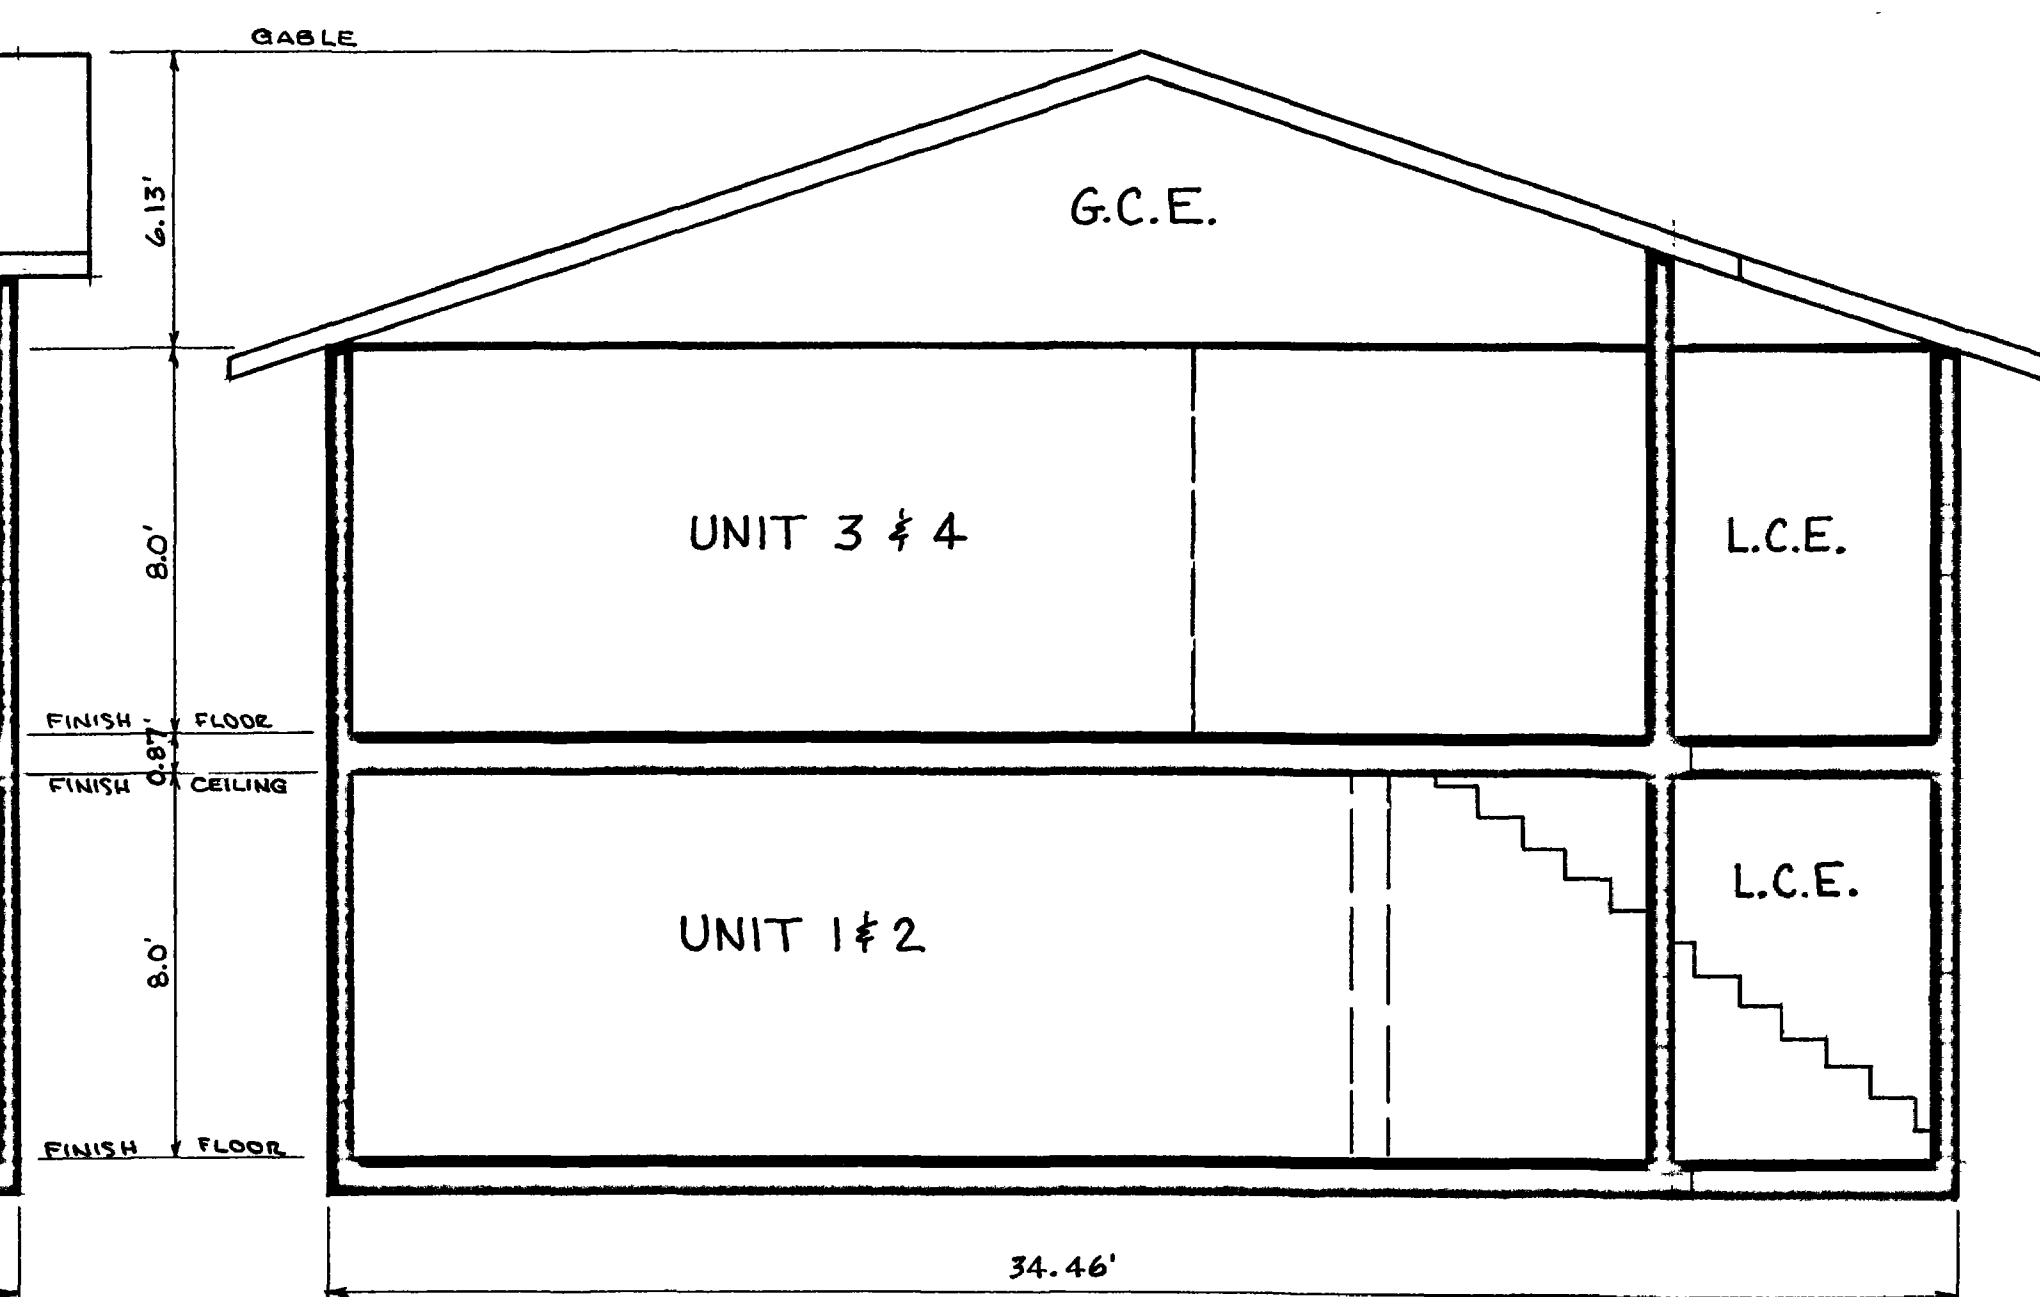 GABLE
6.13'
G.C.E.
8.0'
UNIT 3 & 4
L.C.E.
FINISH FLOOR
0.87'
FINISH CEILING
L.C.E.
UNIT 1 & 2
8.0'
FINISH FLOOR
34.46'